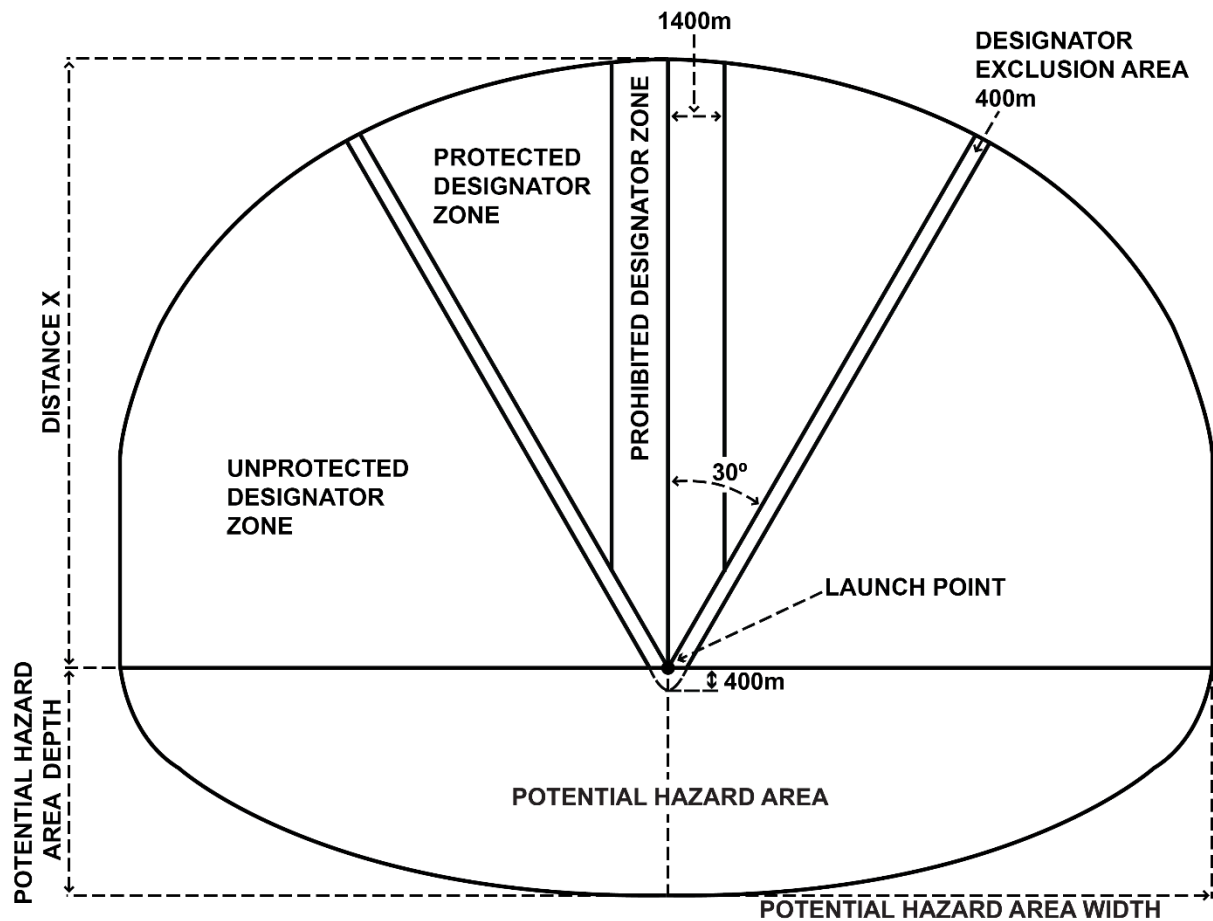 1400m
DESIGNATOR
EXCLUSION AREA
400m
PROTECTED
DESIGNATOR
ZONE
PROHIBITED DESIGNATOR ZONE
DISTANCE X
30º
UNPROTECTED
DESIGNATOR
ZONE
LAUNCH POINT
400m
POTENTIAL HAZARD
AREA DEPTH
POTENTIAL HAZARD AREA
POTENTIAL HAZARD AREA WIDTH